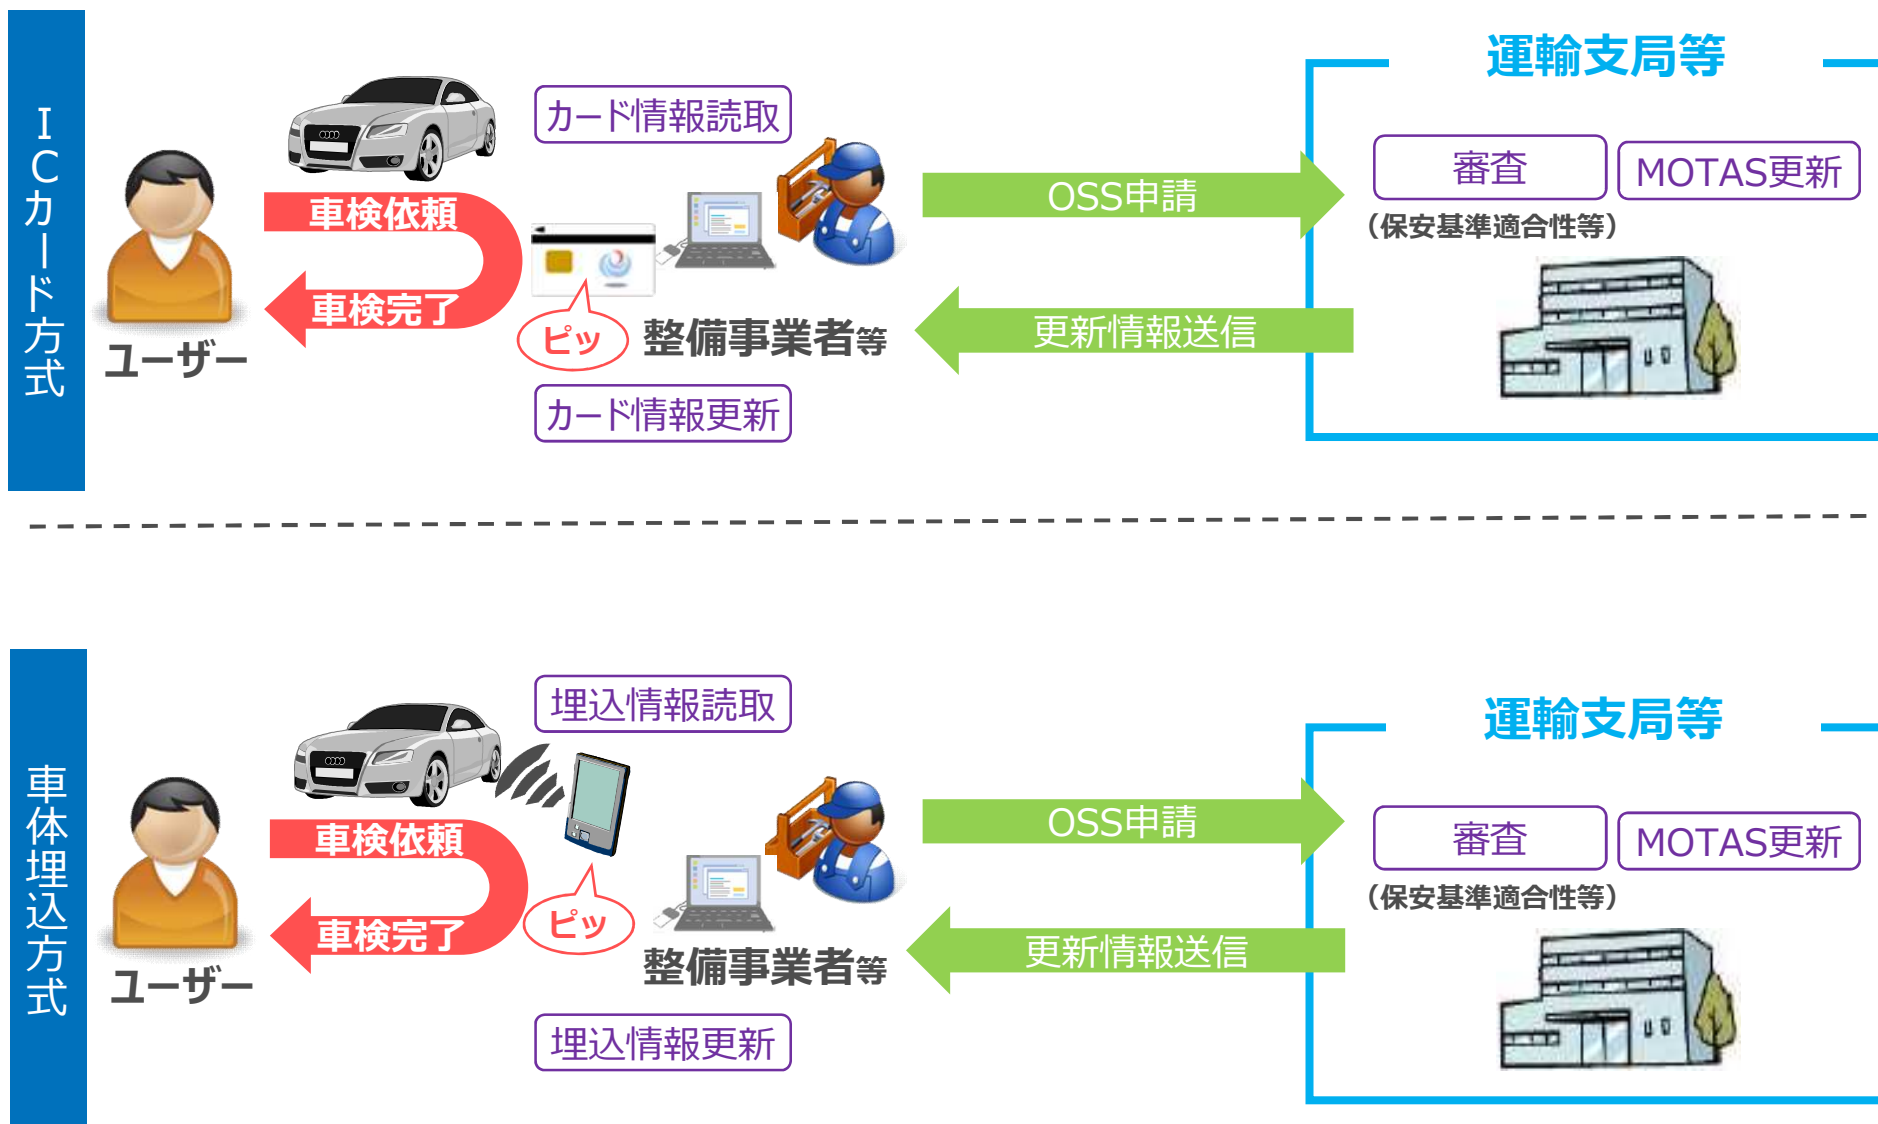 ICカード方式
運輸支局等
カード情報読取
審査
MOTAS更新
(保安基準適合性等)
車検依頼
OSS申請
車検完了
ピッ
整備事業者等
更新情報送信
ユーザー
カード情報更新
車体埋込方式
運輸支局等
埋込情報読取
審査
MOTAS更新
(保安基準適合性等)
車検依頼
OSS申請
車検完了
ピッ
整備事業者等
更新情報送信
ユーザー
埋込情報更新